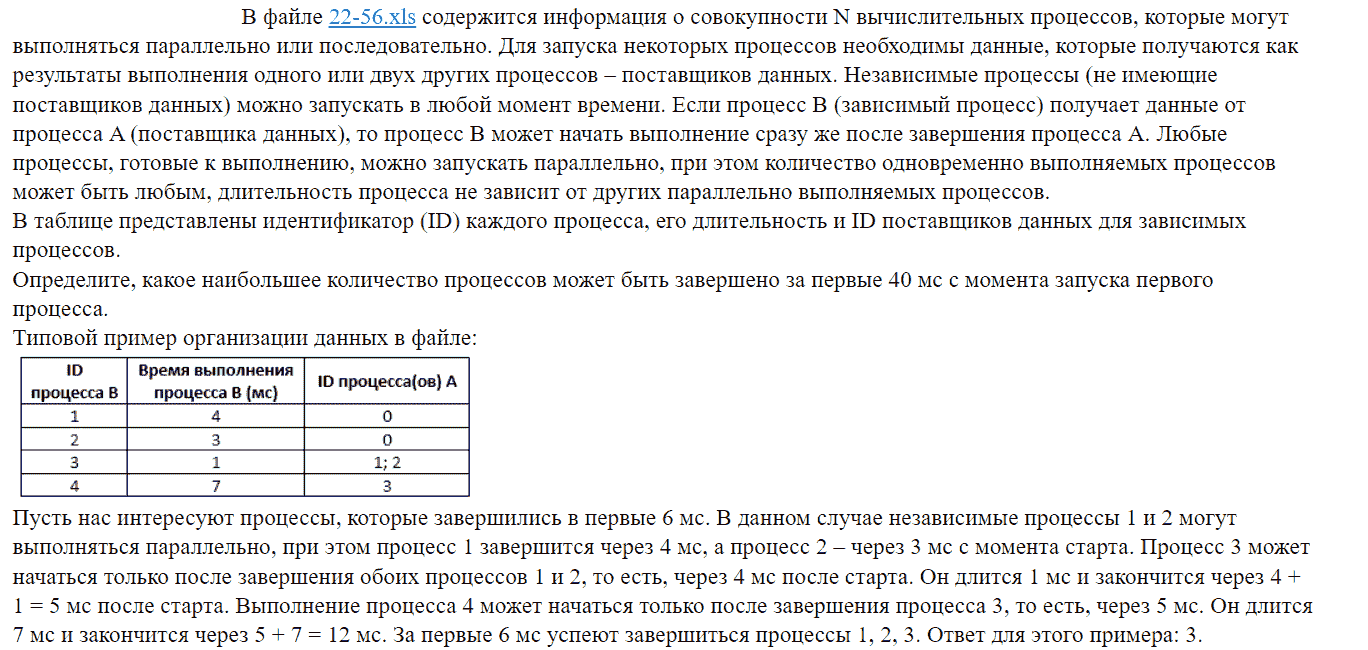 В файле 22-56.xls содержится информация о совокупности N вычислительных процессов, которые могут
выполняться параллельно или последовательно. Для запуска некоторых процессов необходимы данные, которые получаются как
результаты выполнения одного или двух других процессов – поставщиков данных. Независимые процессы (не имеющие
поставщиков данных) можно запускать в любой момент времени. Если процесс B (зависимый процесс) получает данные от
процесса A (поставщика данных), то процесс B может начать выполнение сразу же после завершения процесса A. Любые
процессы, готовые к выполнению, можно запускать параллельно, при этом количество одновременно выполняемых процессов
может быть любым, длительность процесса не зависит от других параллельно выполняемых процессов.
В таблице представлены идентификатор (ID) каждого процесса, его длительность и ID поставщиков данных для зависимых
процессов.
Определите, какое наибольшее количество процессов может быть завершено за первые 40 мс с момента запуска первого
процесса.
Типовой пример организации данных в файле:
ID процесса B | Время выполнения процесса B (мс) | ID процесса(ов) A
1 | 4 | 0
2 | 3 | 0
3 | 1 | 1; 2
4 | 7 | 3
Пусть нас интересуют процессы, которые завершились в первые 6 мс. В данном случае независимые процессы 1 и 2 могут
выполняться параллельно, при этом процесс 1 завершится через 4 мс, а процесс 2 – через 3 мс с момента старта. Процесс 3 может
начаться только после завершения обоих процессов 1 и 2, то есть, через 4 мс после старта. Он длится 1 мс и закончится через 4 +
1 = 5 мс после старта. Выполнение процесса 4 может начаться только после завершения процесса 3, то есть, через 5 мс. Он длится
7 мс и закончится через 5 + 7 = 12 мс. За первые 6 мс успеют завершиться процессы 1, 2, 3. Ответ для этого примера: 3.